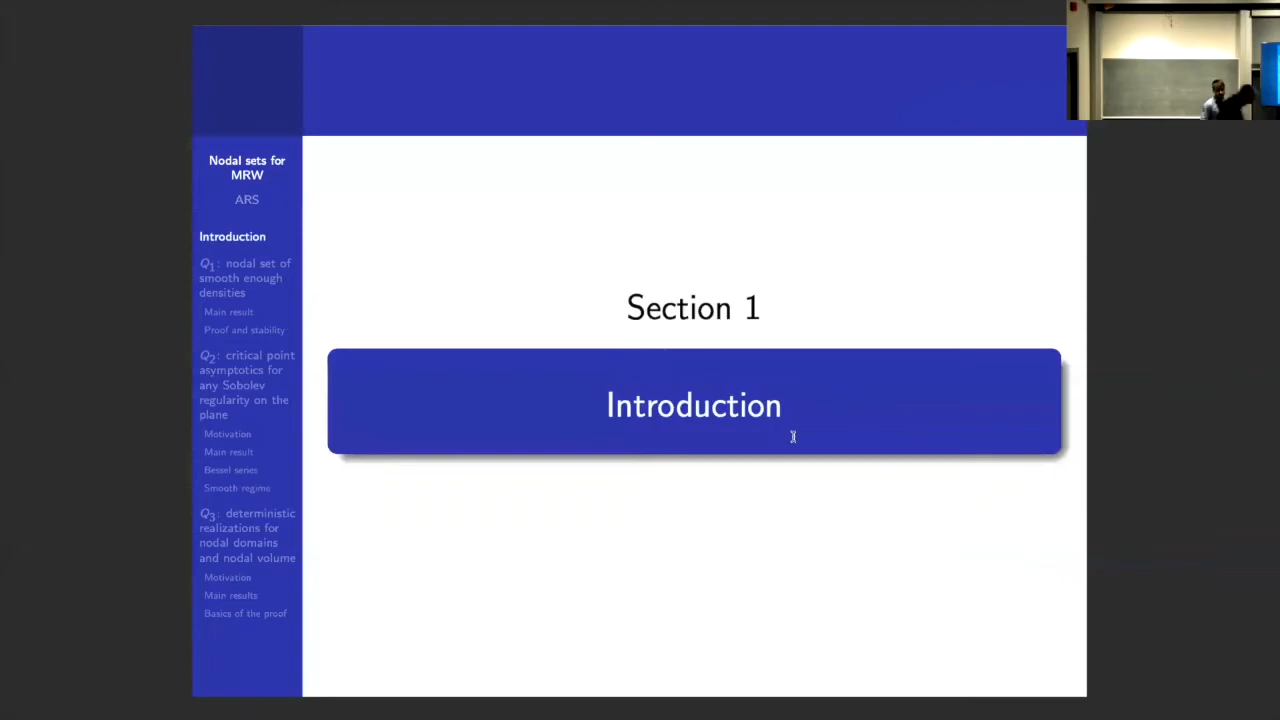 Nodal sets for
MRW
ARS
Introduction
Q1: nodal set of
smooth enough
densities
Main result
Proof and stability
Q2: critical point
asymptotics for
any Sobolev
regularity on the
plane
Motivation
Main result
Bessel series
Smooth regime
Q3: deterministic
realizations for
nodal domains
and nodal volume
Motivation
Main results
Basics of the proof
Section 1
Introduction